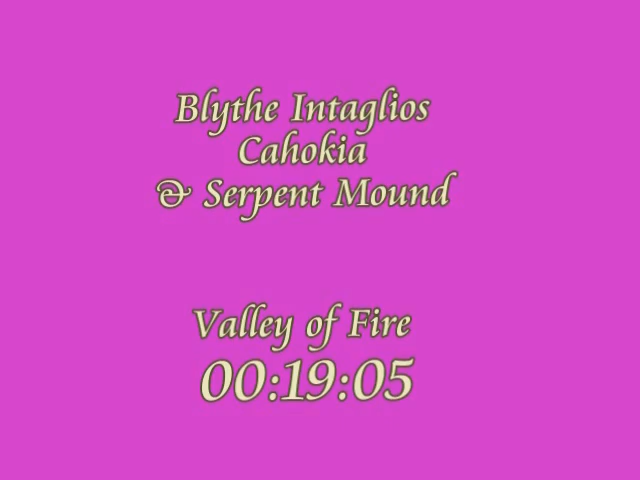 Blythe Intaglios
Cahokia
& Serpent Mound
Valley of Fire
00:19:05